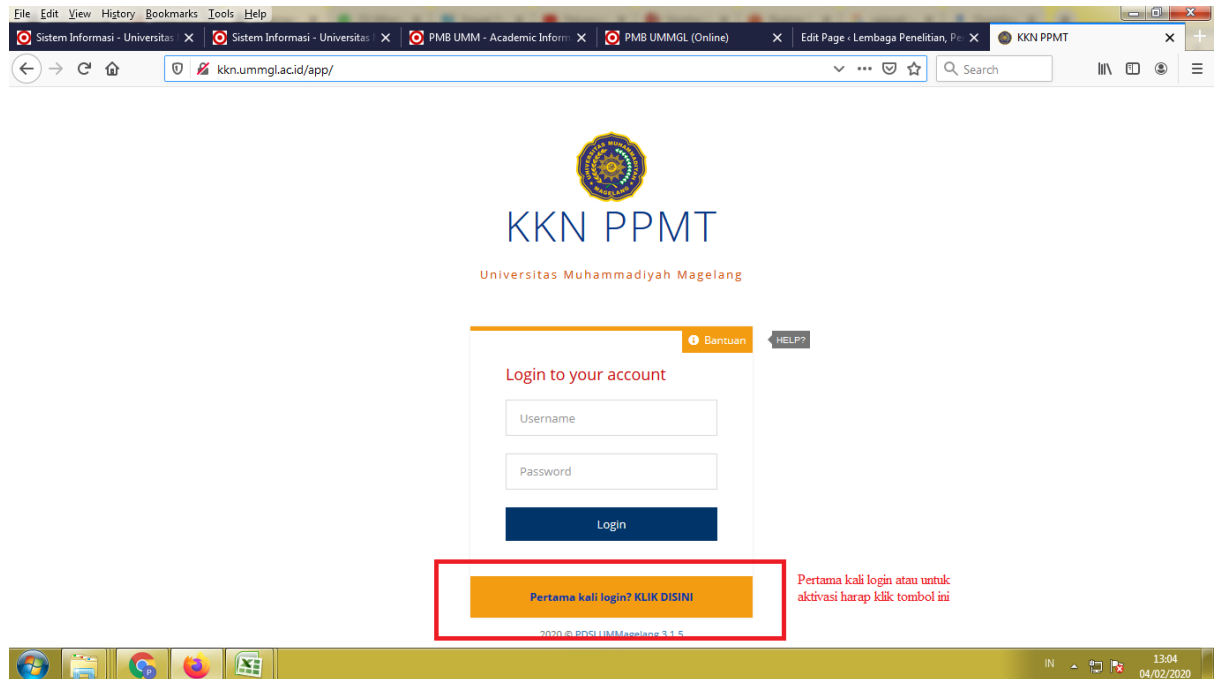 File Edit View History Bookmarks Tools Help
Sistem Informasi - Universitas
Sistem Informasi - Universitas
PMB UMM - Academic Inform
PMB UMMGL (Online)
Edit Page ‹ Lembaga Penelitian, Pe
KKN PPMT
kkn.ummgl.ac.id/app/
Search
UNIVERSITAS MUHAMMADIYAH
MAGELANG
KKN PPMT
Universitas Muhammadiyah Magelang
Bantuan
HELP?
Login to your account
Username
Password
Login
Pertama kali login? KLIK DISINI
Pertama kali login atau untuk
aktivasi harap klik tombol ini
2020 © PDSI UMMagelang 3.1.5
IN
13:04
04/02/2020